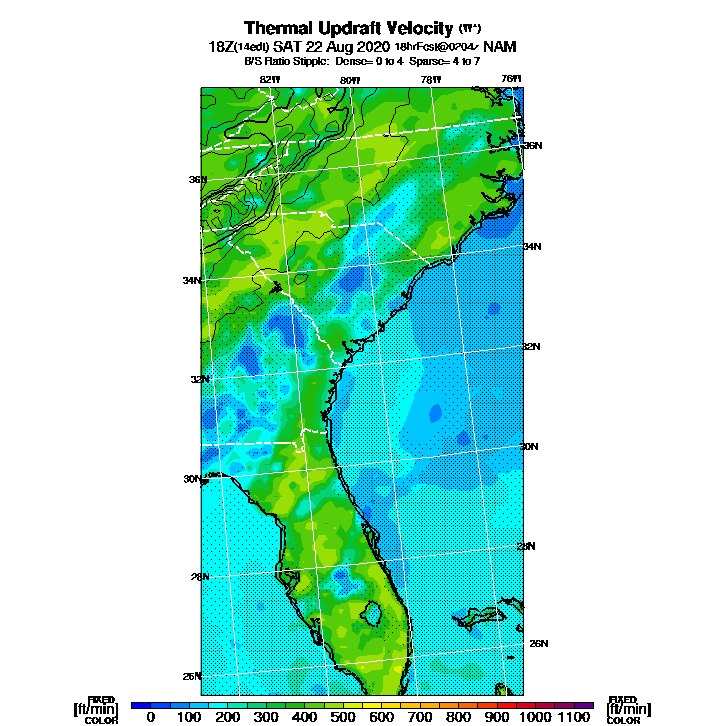 Thermal Updraft Velocity (W*)
18Z(14edt) SAT 22 Aug 2020 18hrFcst@0204z NAM
B/S Ratio Stipple: Dense= 0 to 4 Sparse= 4 to 7
82W 80W 78W 76W
36N
36N
34N
34N
32N
32N
30N
30N
28N
28N
26N
26N
FIXED FIXED
[ft/min] 0 100 200 300 400 500 600 700 800 900 1000 1100 [ft/min]
COLOR COLOR